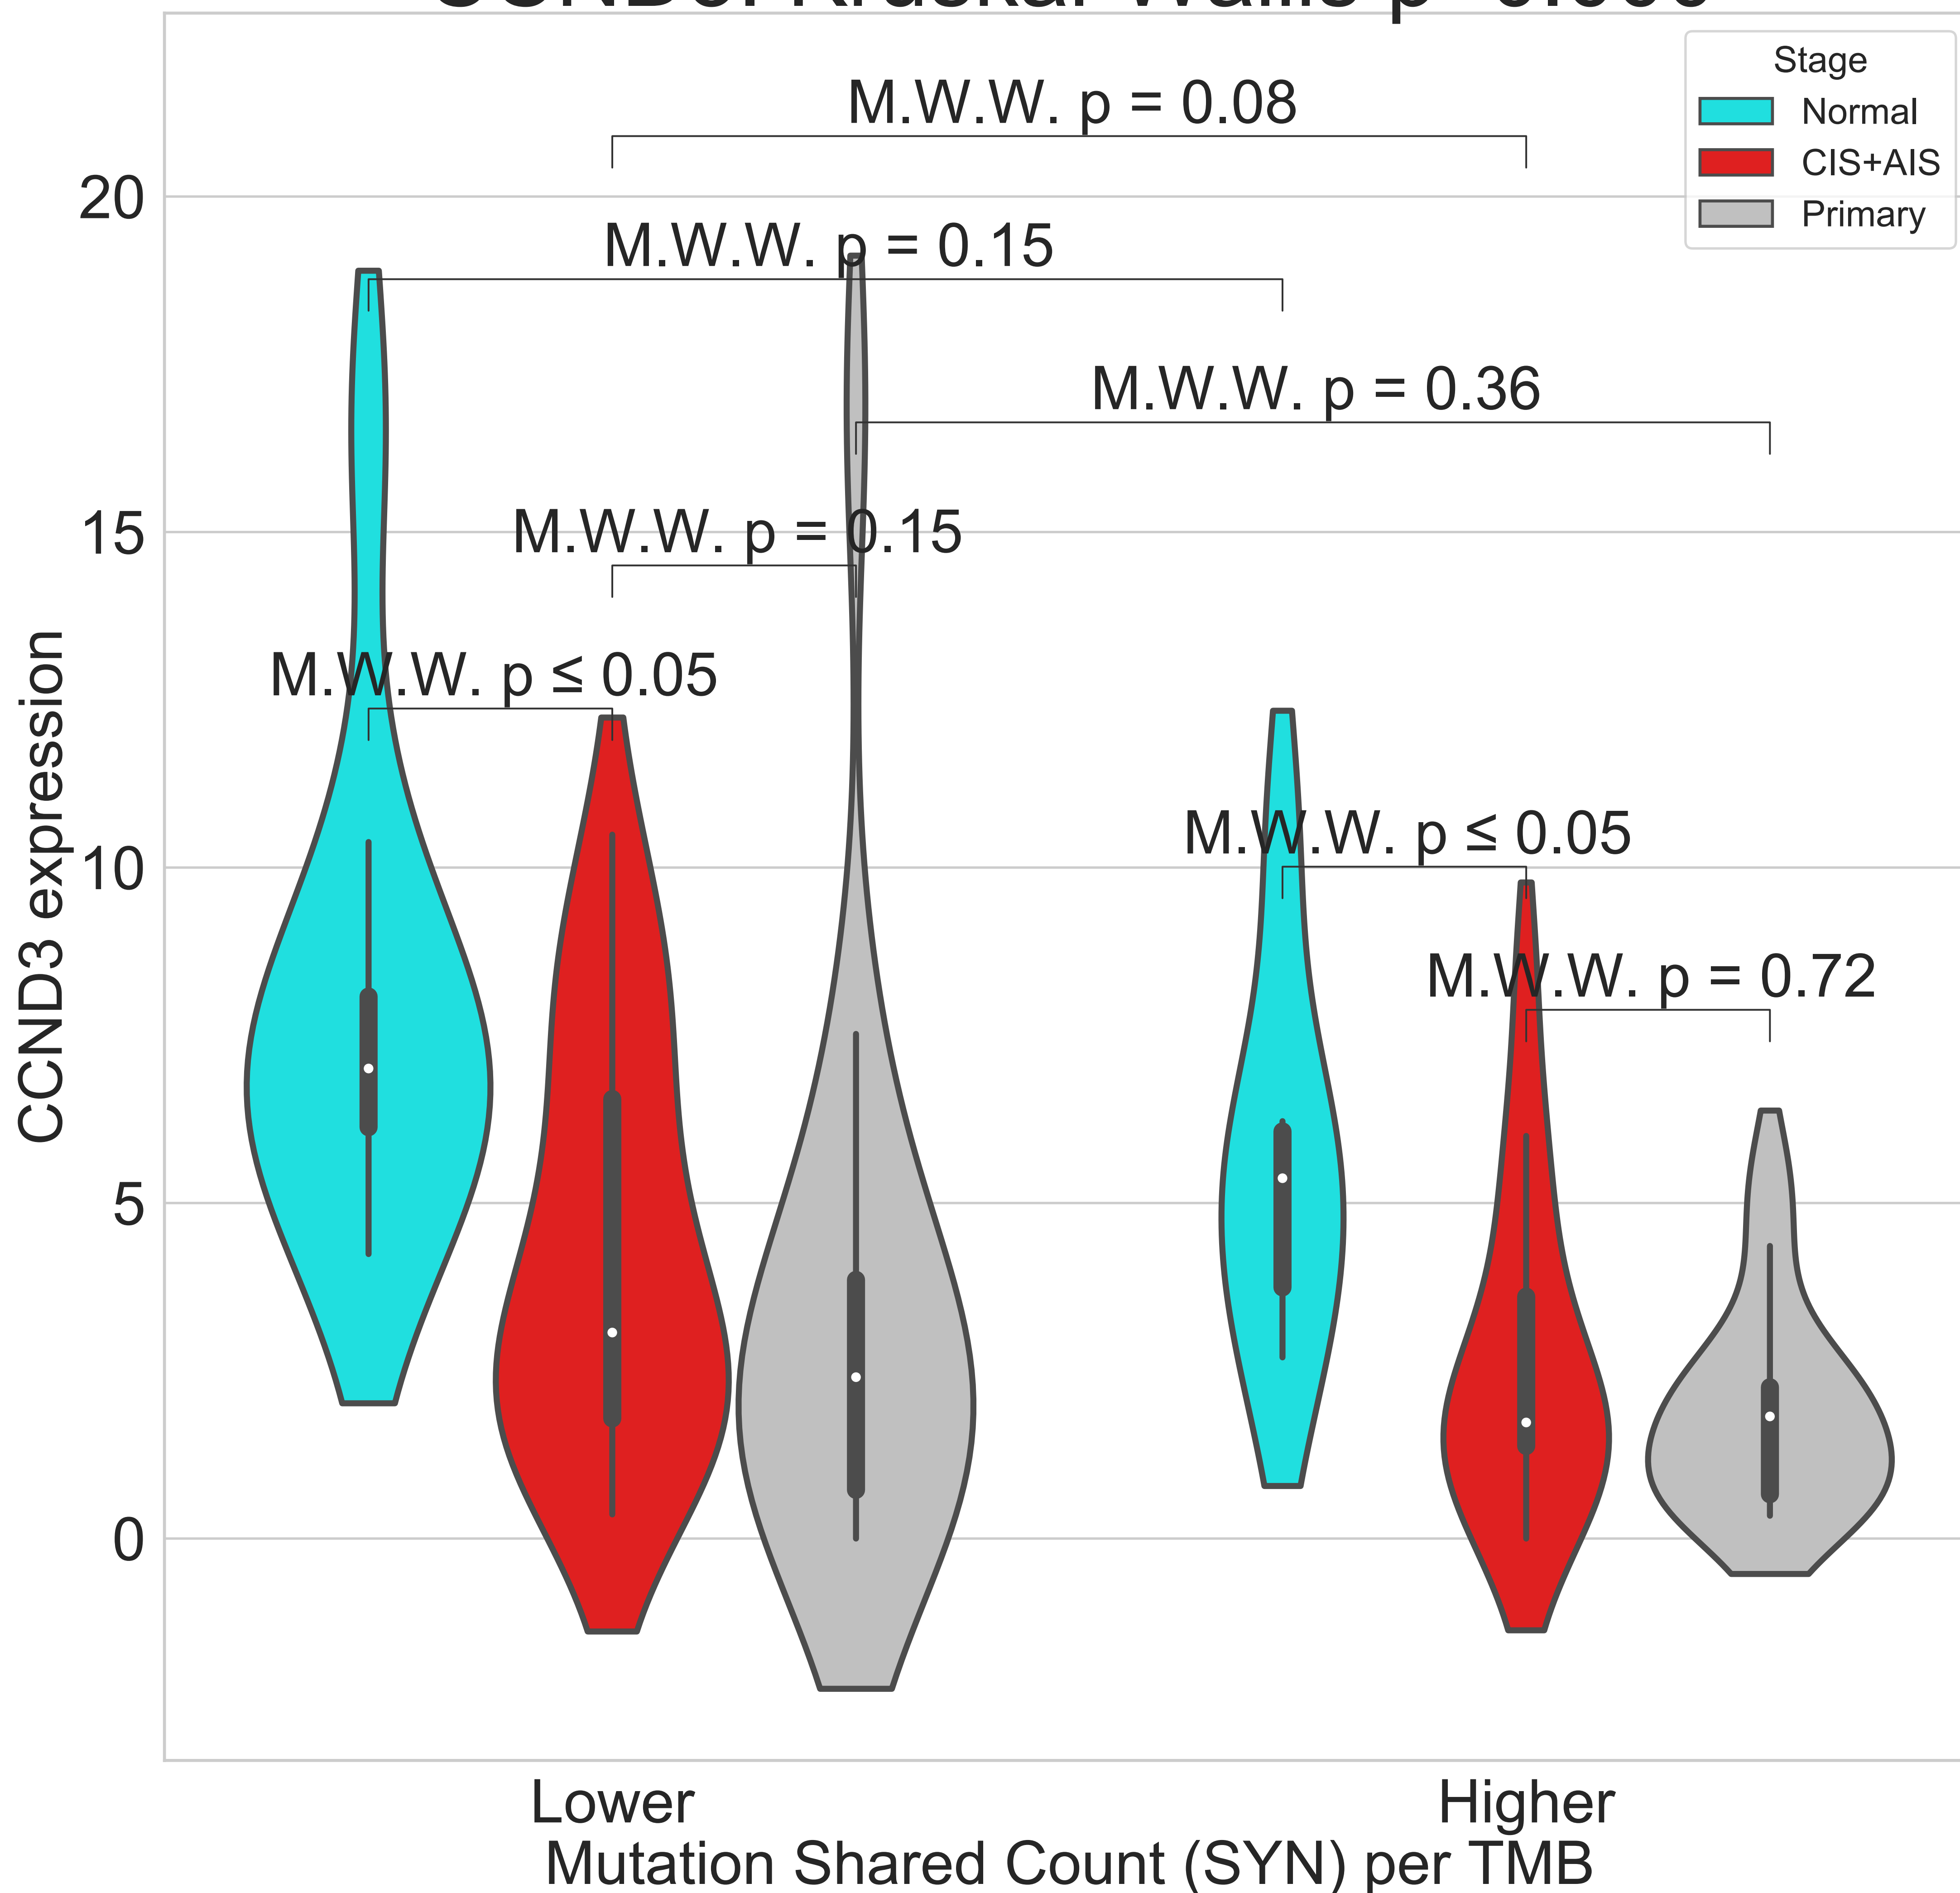 Stage
Normal
CIS+AIS
Primary
M.W.W. p = 0.08
M.W.W. p = 0.15
M.W.W. p = 0.36
M.W.W. p = 0.15
M.W.W. p ≤ 0.05
M.W.W. p ≤ 0.05
M.W.W. p = 0.72
20
15
10
5
0
CCND3 expression
Lower
Higher
Mutation Shared Count (SYN) per TMB